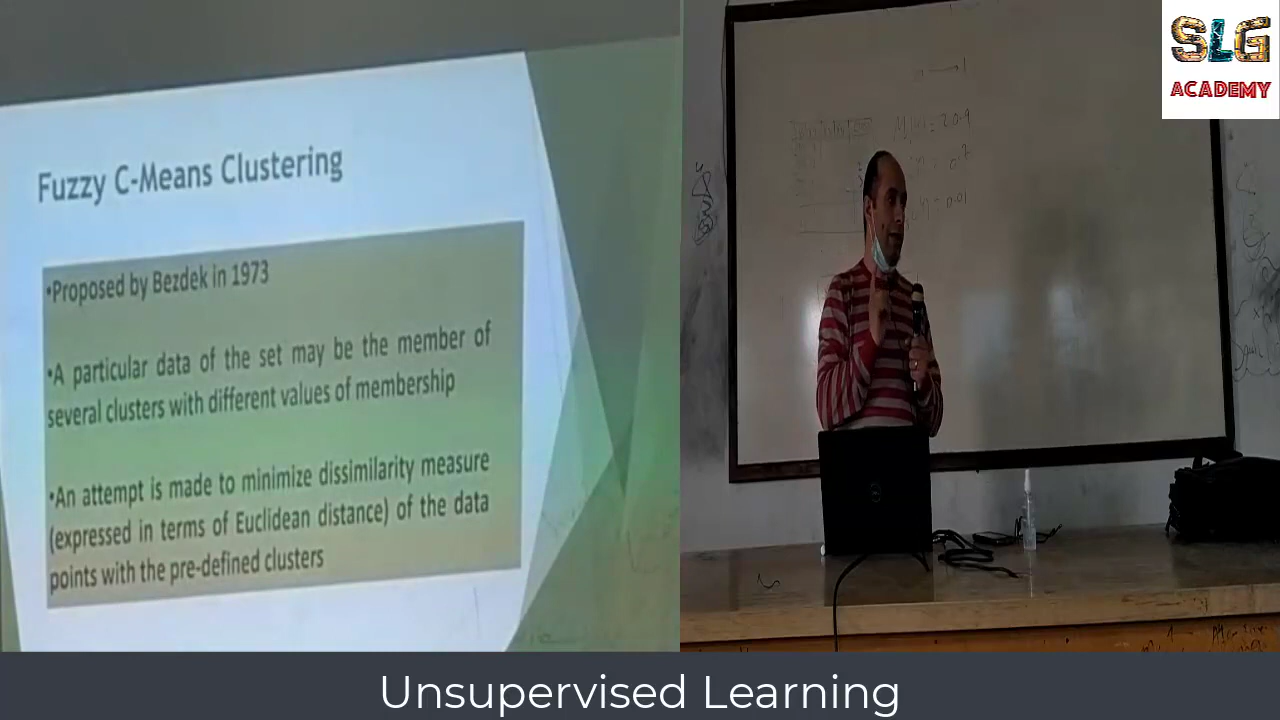 SLG
ACADEMY
Fuzzy C-Means Clustering
•Proposed by Bezdek in 1973
•A particular data of the set may be the member of
several clusters with different values of membership
•An attempt is made to minimize dissimilarity measure
(expressed in terms of Euclidean distance) of the data
points with the pre-defined clusters
Unsupervised Learning